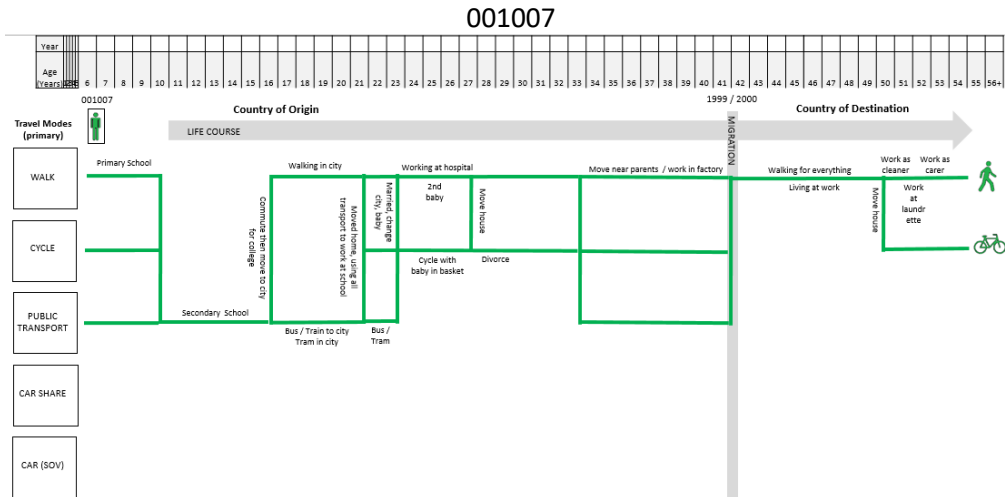 001007
Year
Age
(Years)
6 7 8 9 10 11 12 13 14 15 16 17 18 19 20 21 22 23 24 25 26 27 28 29 30 31 32 33 34 35 36 37 38 39 40 41 42 43 44 45 46 47 48 49 50 51 52 53 54 55 56+
001007
Country of Origin
1999 / 2000
Country of Destination
Travel Modes
(primary)
LIFE COURSE
MIGRATION
WALK
Primary School
Walking in city
Working at hospital
Move near parents / work in factory
Walking for everything
Work as
cleaner
Work as
carer
Commute then move to city
for college
Moved home, using all
transport to work at school
Married, change
city, baby
2nd
baby
Move house
Living at work
Move house
Work
at
laundr
ette
CYCLE
Cycle with
baby in basket
Divorce
PUBLIC
TRANSPORT
Secondary School
Bus / Train to city
Tram in city
Bus /
Tram
CAR SHARE
CAR (SOV)